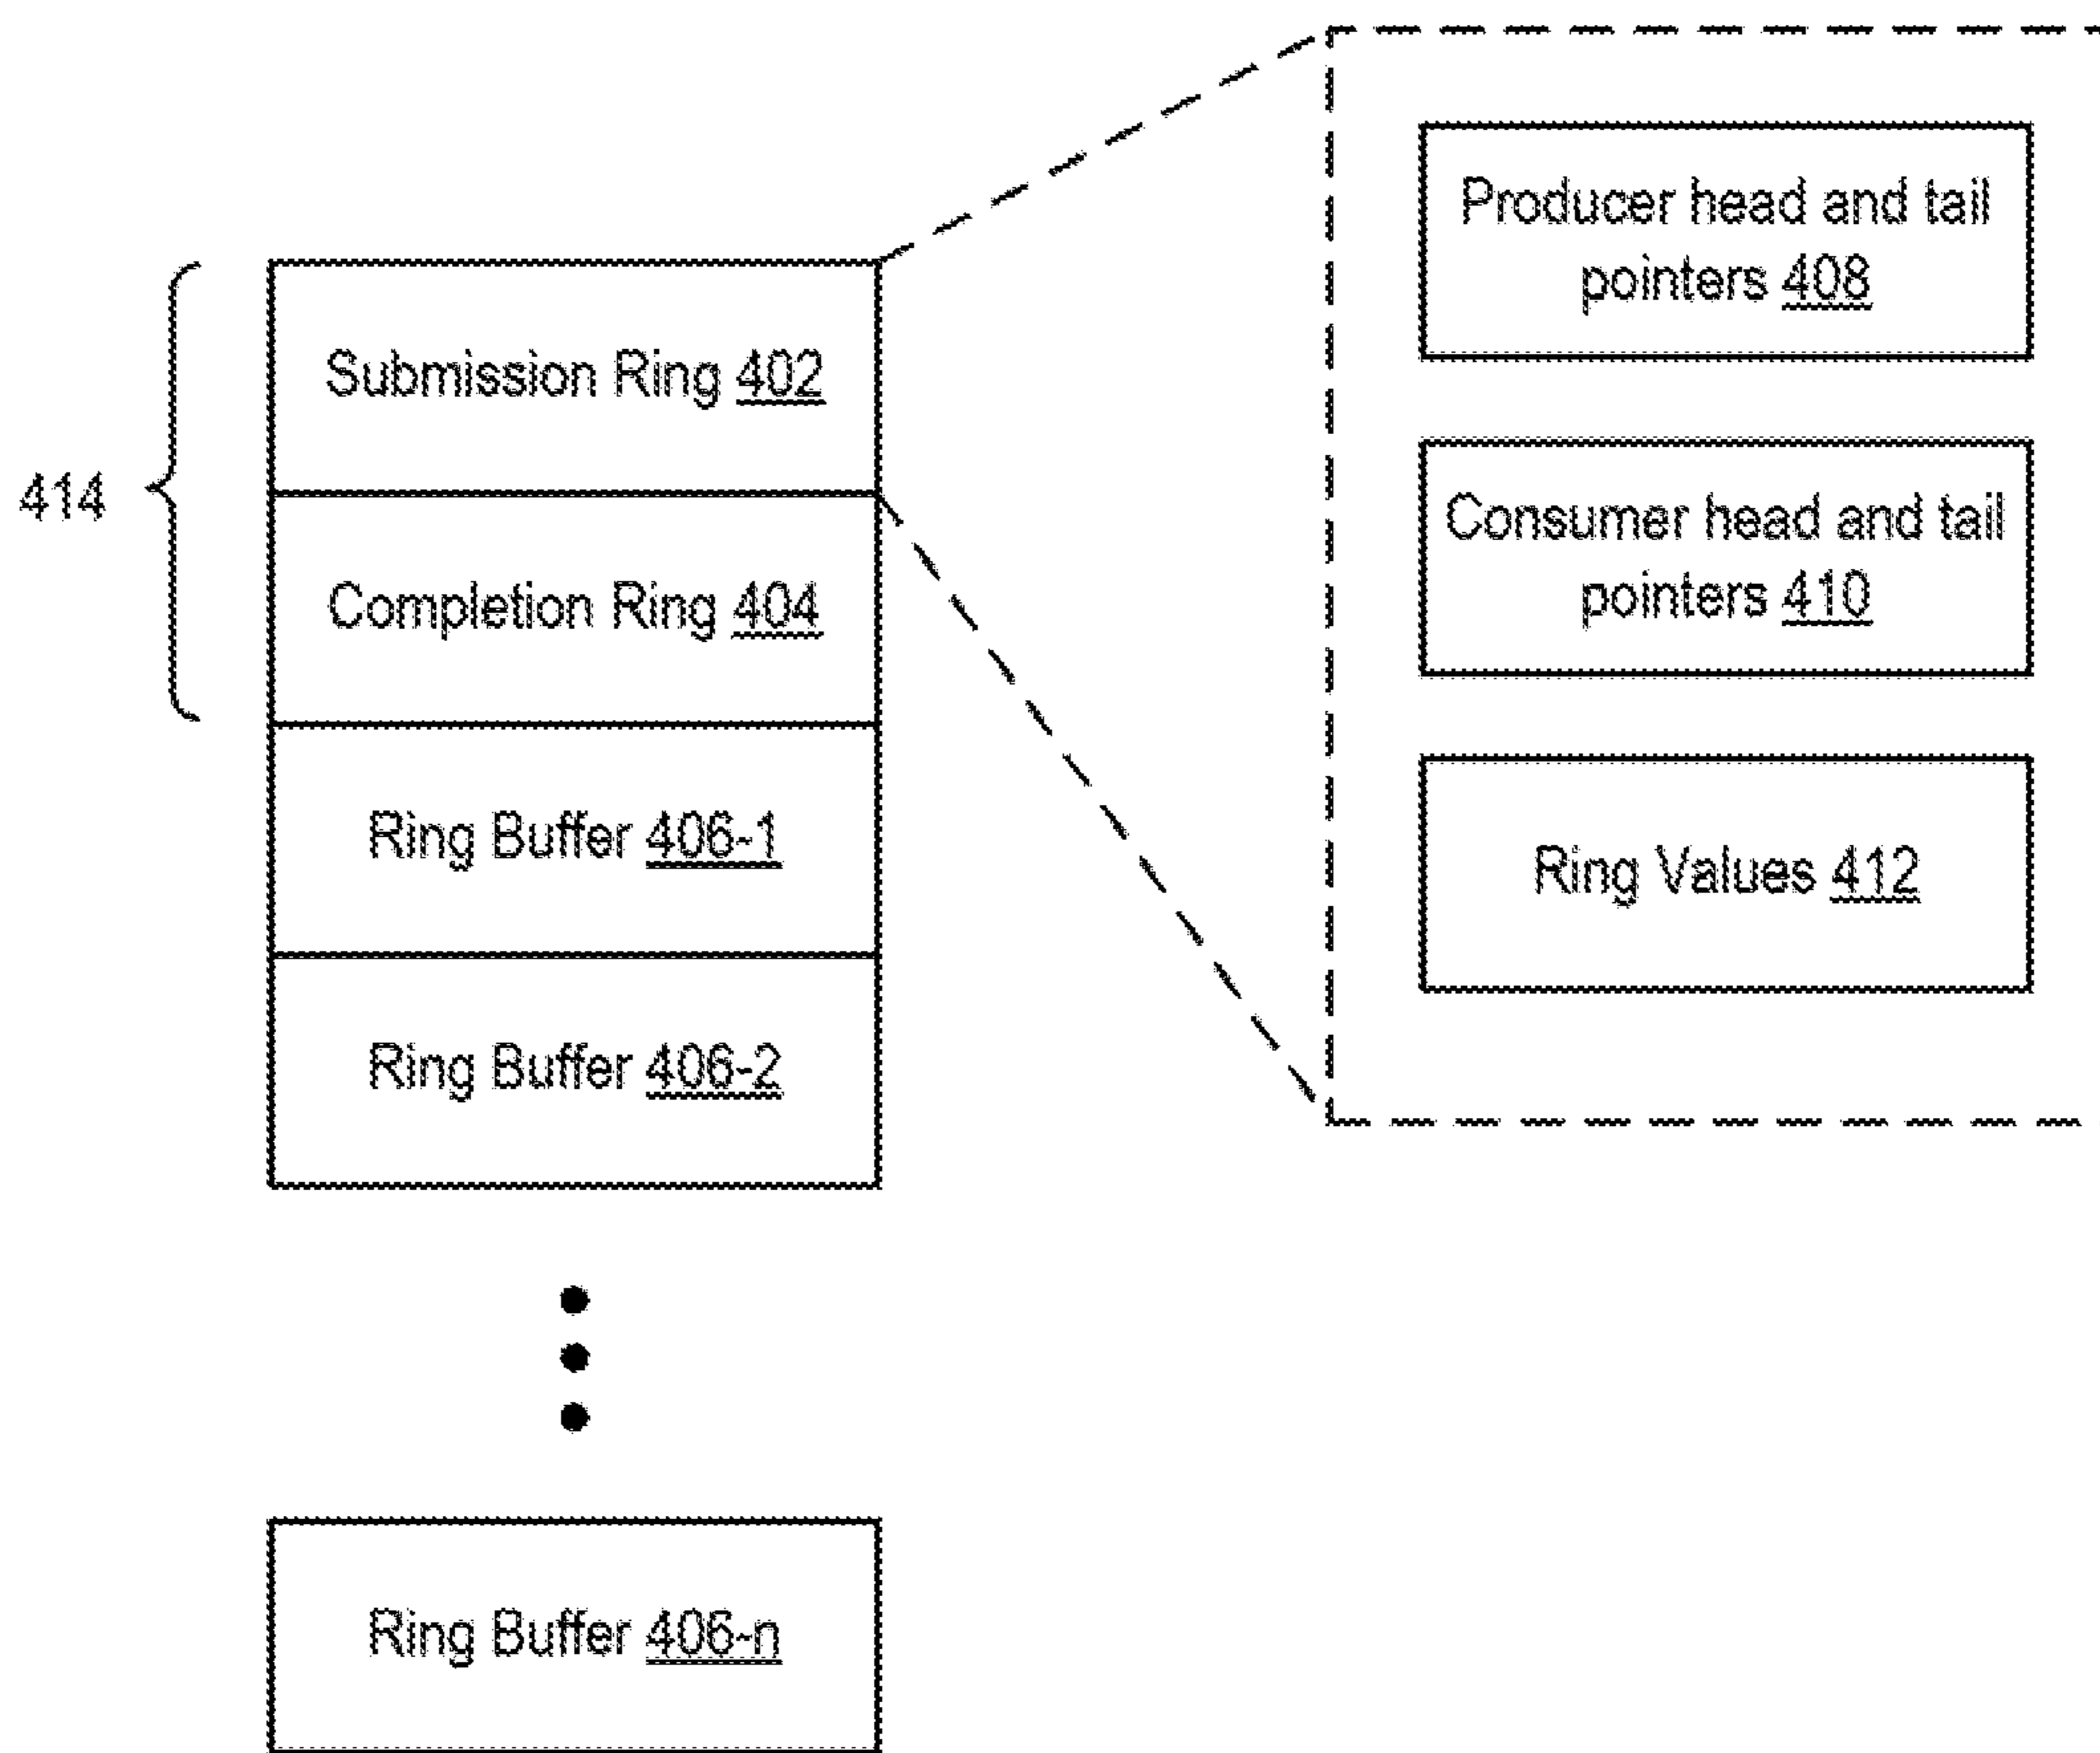 414
Submission Ring 402
Completion Ring 404
Ring Buffer 406-1
Ring Buffer 406-2
Ring Buffer 406-n
Producer head and tail
pointers 408
Consumer head and tail
pointers 410
Ring Values 412